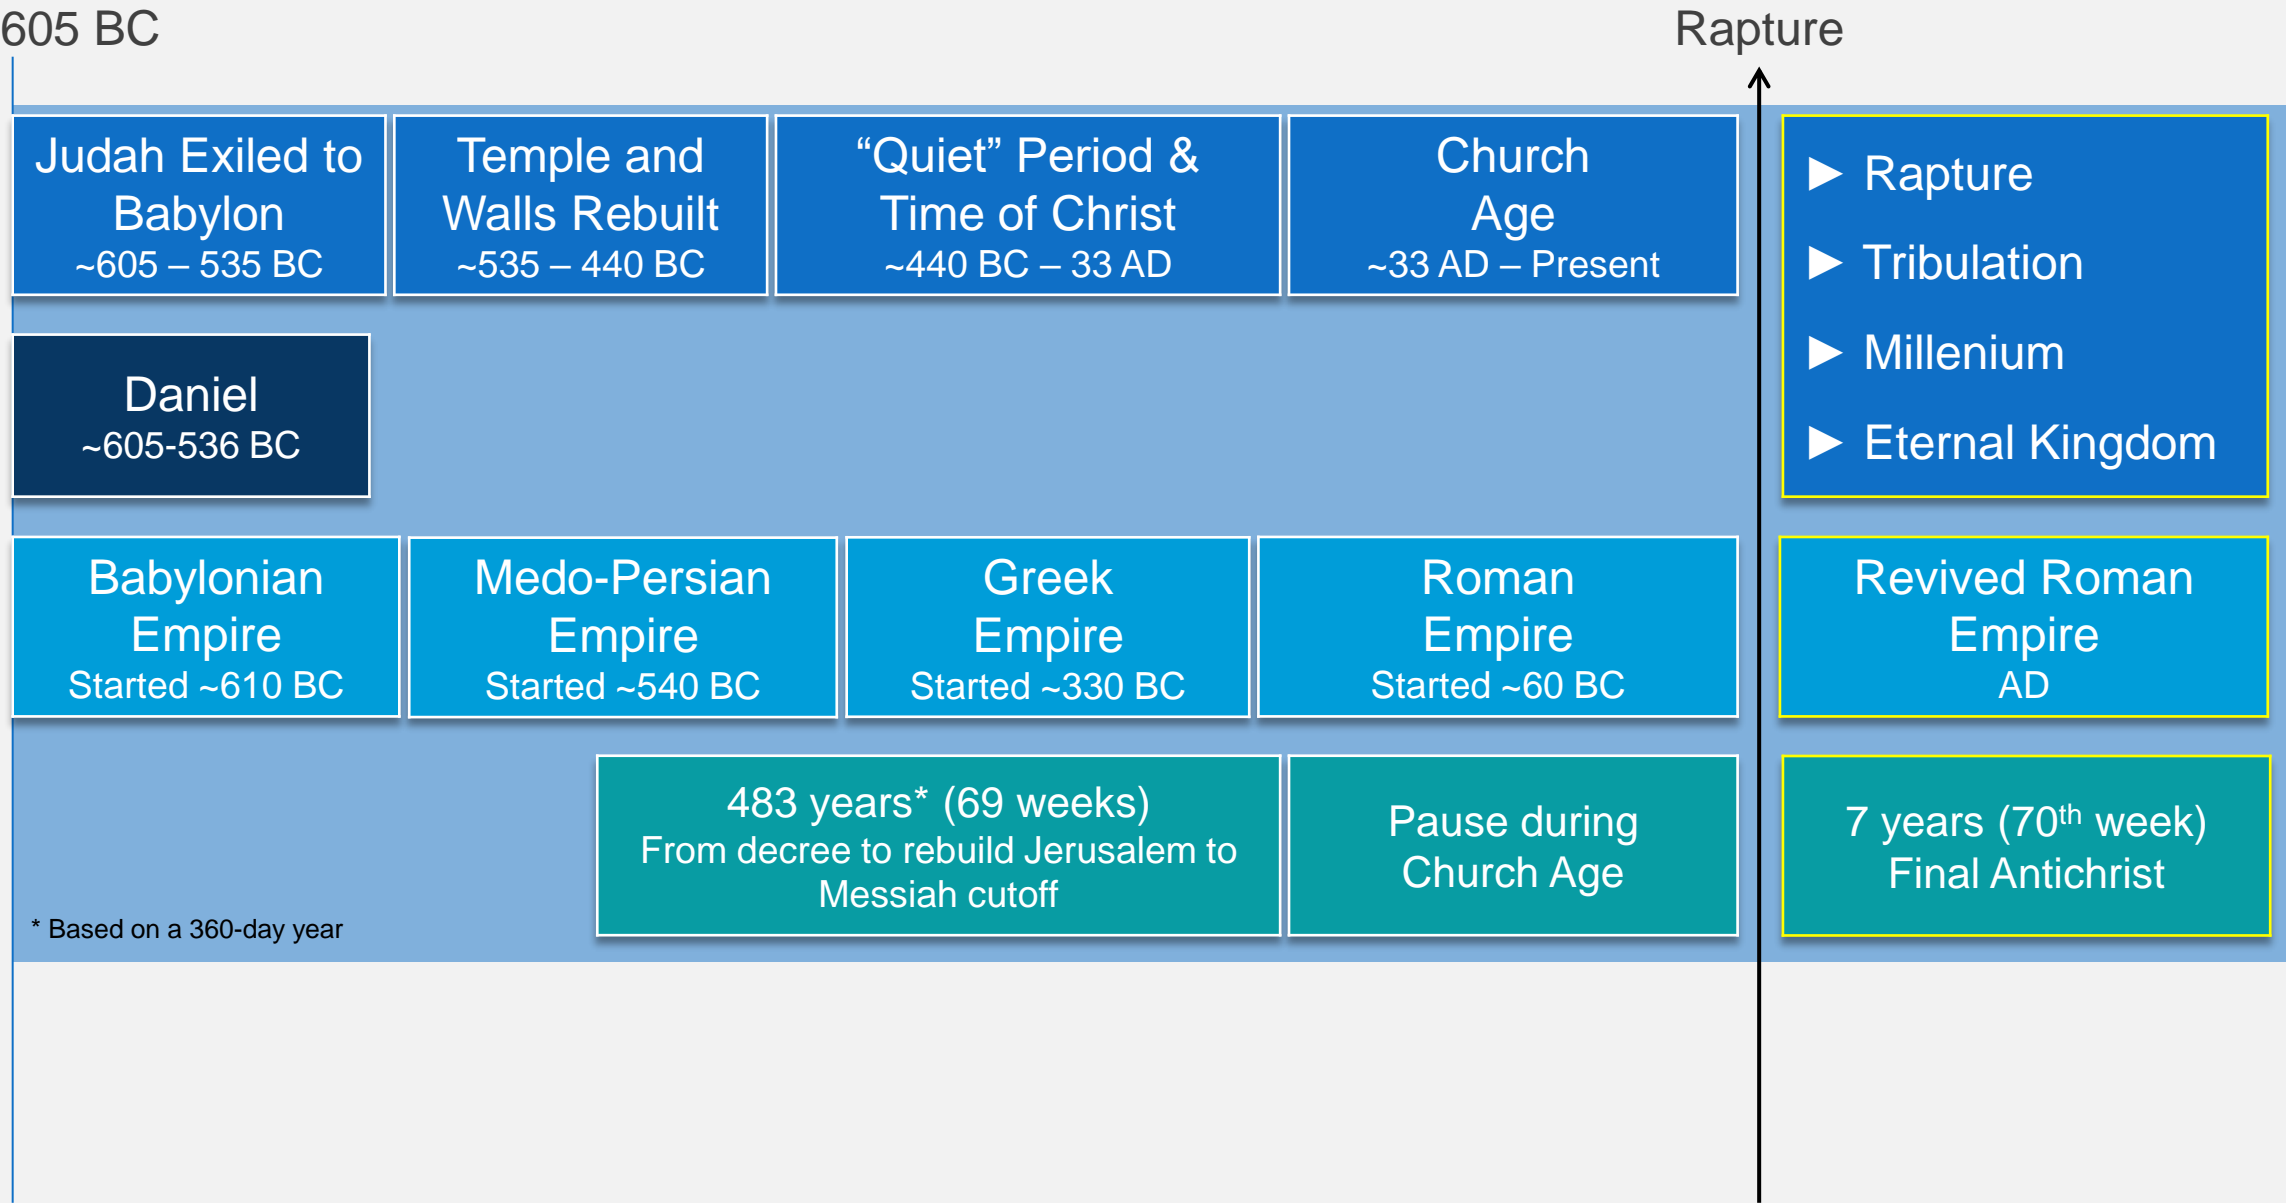 605 BC
Rapture
Judah Exiled to
Babylon
~605 – 535 BC
Temple and
Walls Rebuilt
~535 – 440 BC
“Quiet” Period &
Time of Christ
~440 BC – 33 AD
Church
Age
~33 AD – Present
► Rapture
► Tribulation
► Millenium
► Eternal Kingdom
Daniel
~605-536 BC
Babylonian
Empire
Started ~610 BC
Medo-Persian
Empire
Started ~540 BC
Greek
Empire
Started ~330 BC
Roman
Empire
Started ~60 BC
Revived Roman
Empire
AD
483 years* (69 weeks)
From decree to rebuild Jerusalem to
Messiah cutoff
Pause during
Church Age
7 years (70th week)
Final Antichrist
* Based on a 360-day year